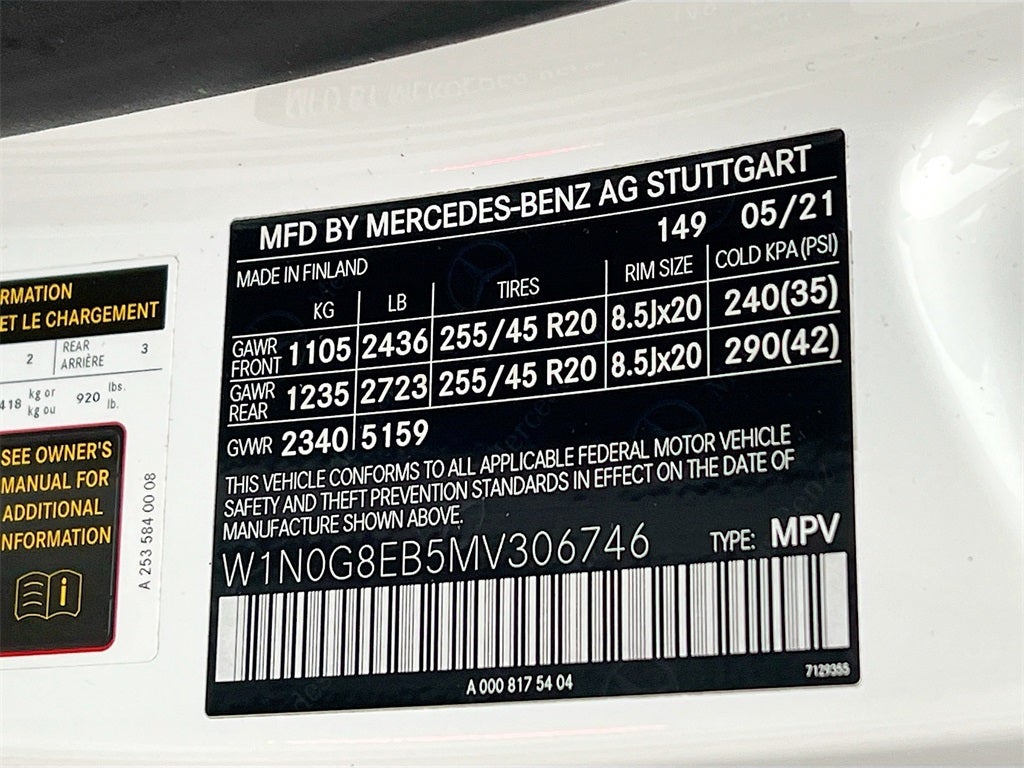 RMATION
ET LE CHARGEMENT
2 REAR ARRIÈRE 3
418 kg or kg ou 920 lbs. lb.
SEE OWNER'S
MANUAL FOR
ADDITIONAL
NFORMATION
A 253 584 00 08
MFD BY MERCEDES-BENZ AG STUTTGART
149 05/21
MADE IN FINLAND
KG LB TIRES RIM SIZE COLD KPA (PSI)
GAWR FRONT 1105 2436 255/45 R20 8.5Jx20 240(35)
GAWR REAR 1235 2723 255/45 R20 8.5Jx20 290(42)
GVWR 2340 5159
THIS VEHICLE CONFORMS TO ALL APPLICABLE FEDERAL MOTOR VEHICLE
SAFETY AND THEFT PREVENTION STANDARDS IN EFFECT ON THE DATE OF
MANUFACTURE SHOWN ABOVE.
W1N0G8EB5MV306746 TYPE: MPV
A 000 817 54 04
7129355